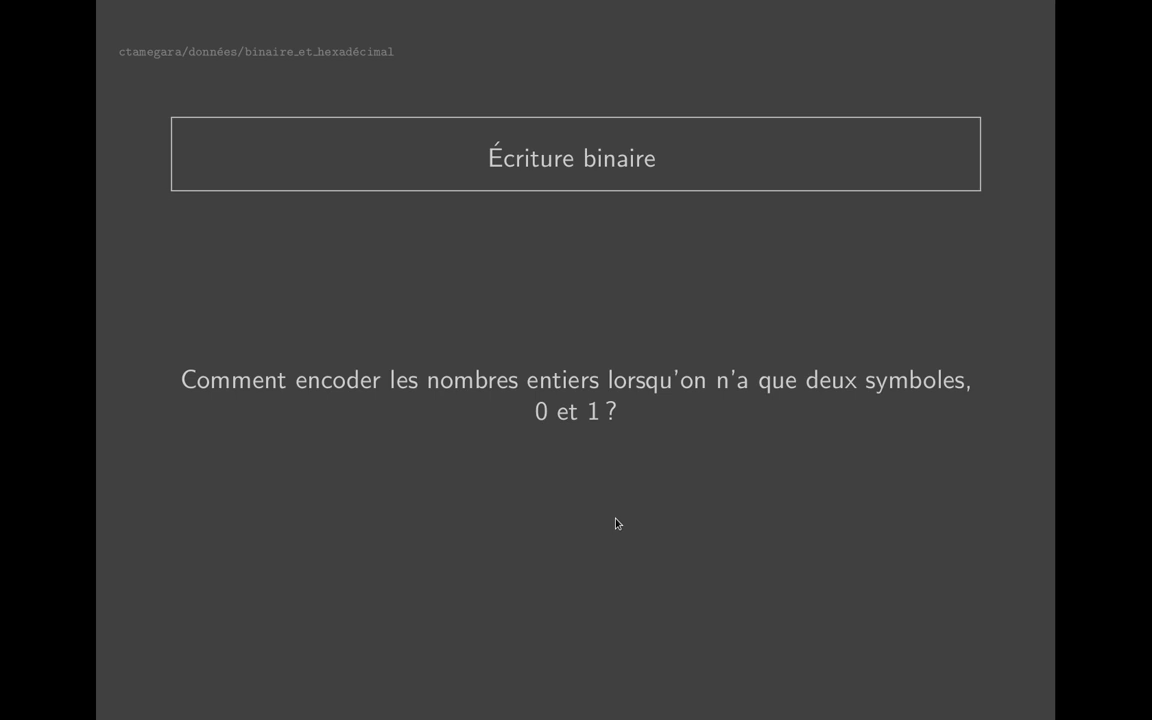 ctamegara/données/binaire_et_hexadécimal
Écriture binaire
Comment encoder les nombres entiers lorsqu'on n'a que deux symboles,
0 et 1 ?